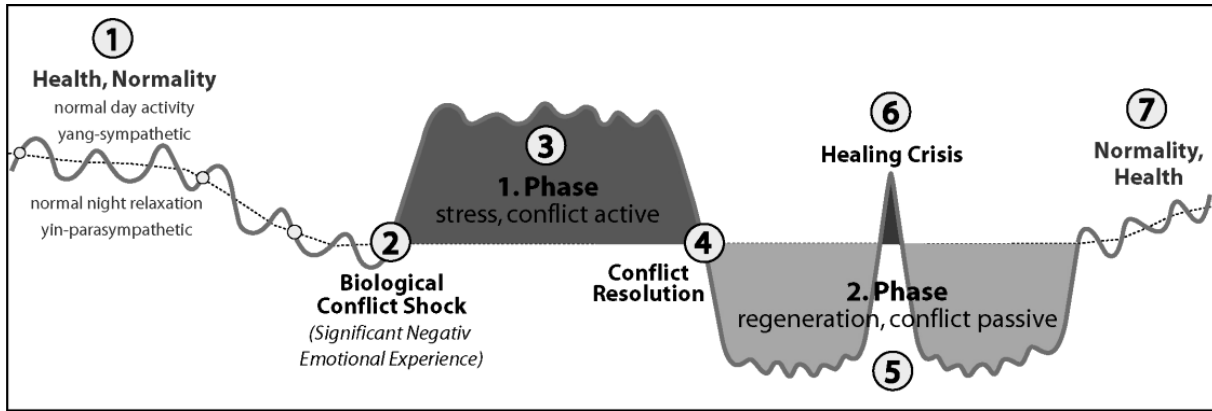 1
Health, Normality
normal day activity
yang-sympathetic
normal night relaxation
yin-parasympathetic
2
Biological
Conflict Shock
(Significant Negativ
Emotional Experience)
3
1. Phase
stress, conflict active
4
Conflict
Resolution
6
Healing Crisis
2. Phase
regeneration, conflict passive
5
7
Normality,
Health